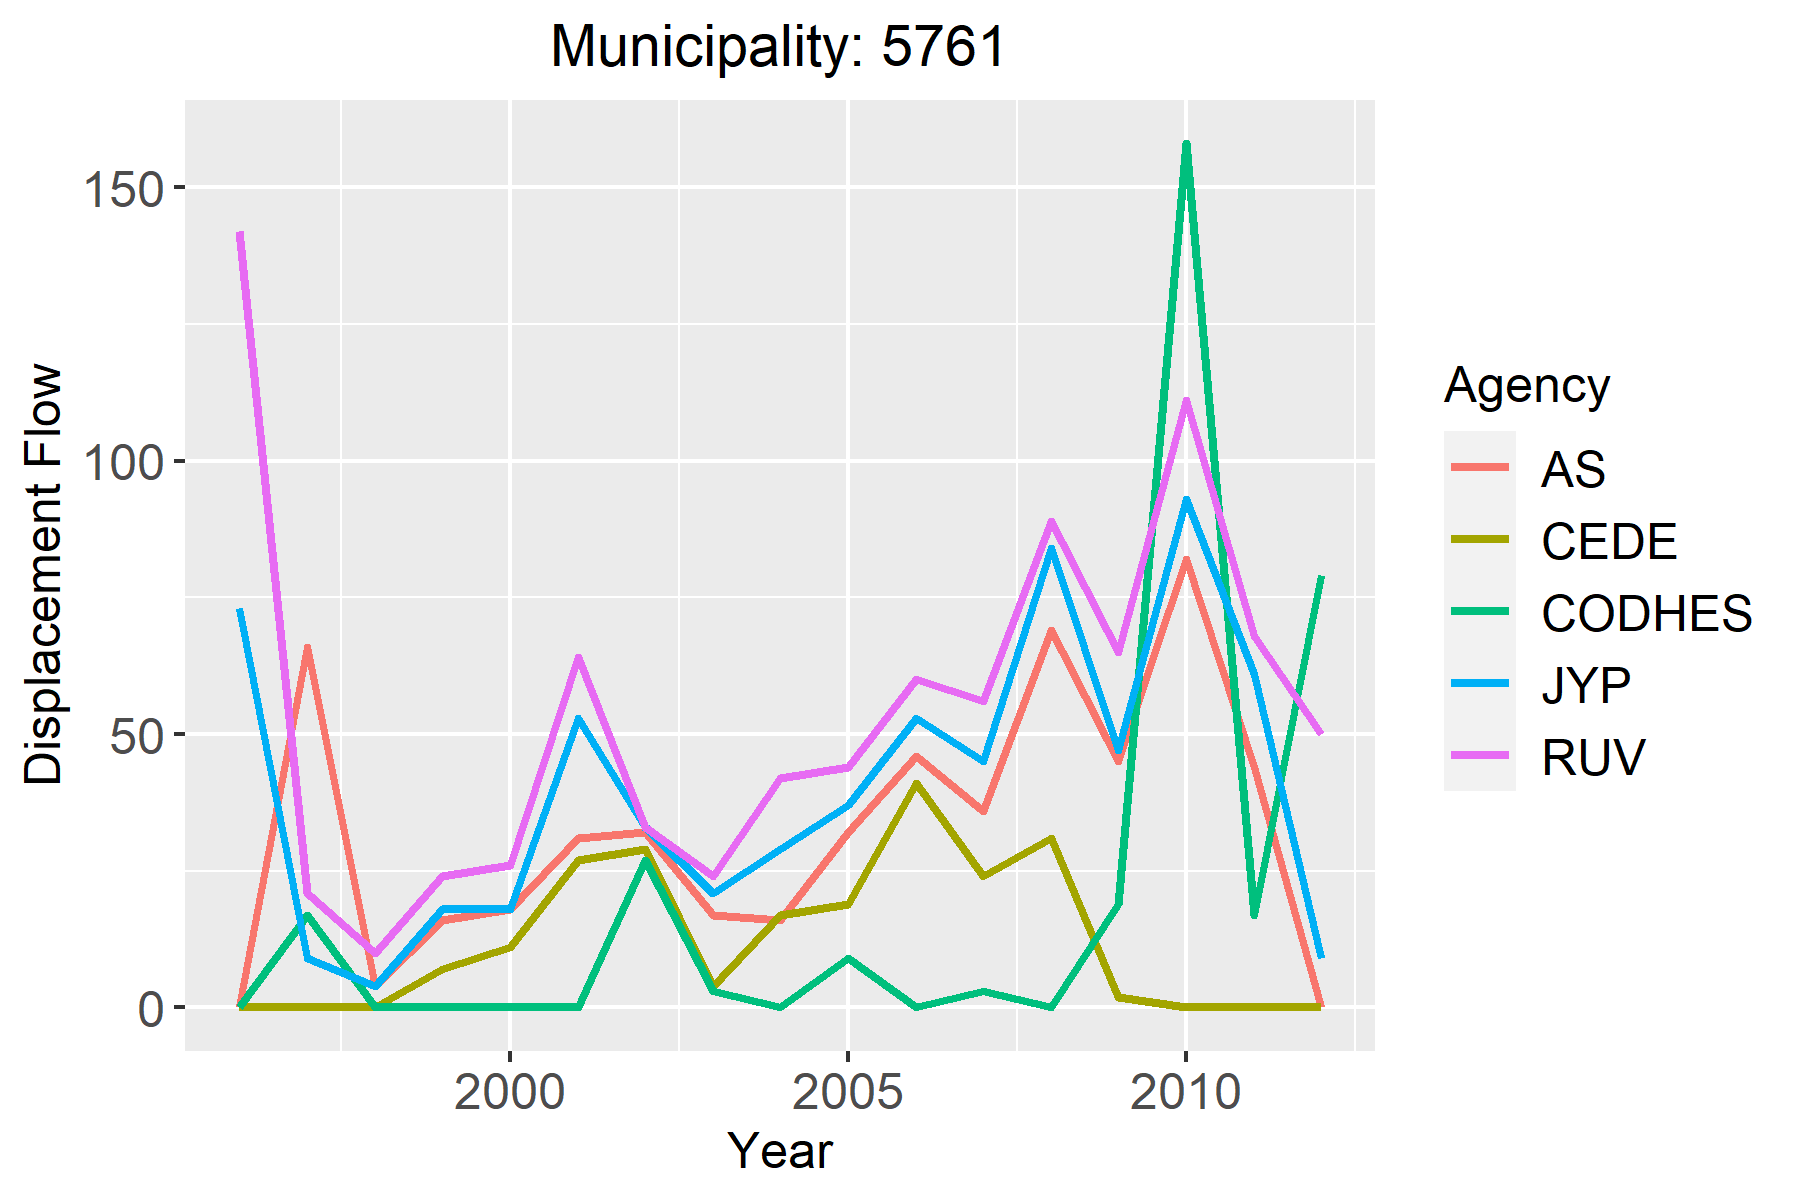 Municipality: 5761
Displacement Flow
150
100
50
0
2000 2005 2010
Year
Agency
AS
CEDE
CODHES
JYP
RUV